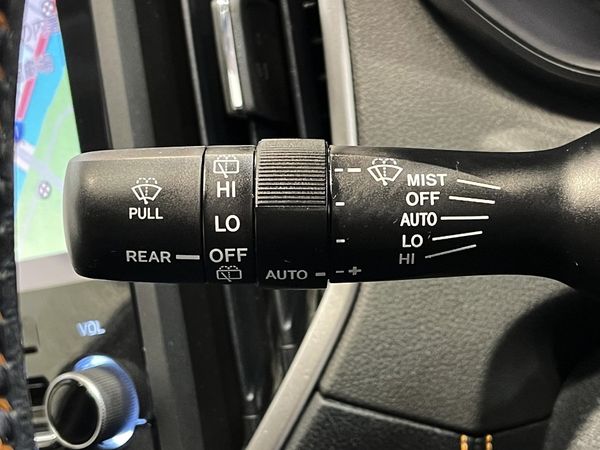 PULL
REAR
HI
LO
OFF
AUTO
- +
MIST
OFF
AUTO
LO
HI
VOL